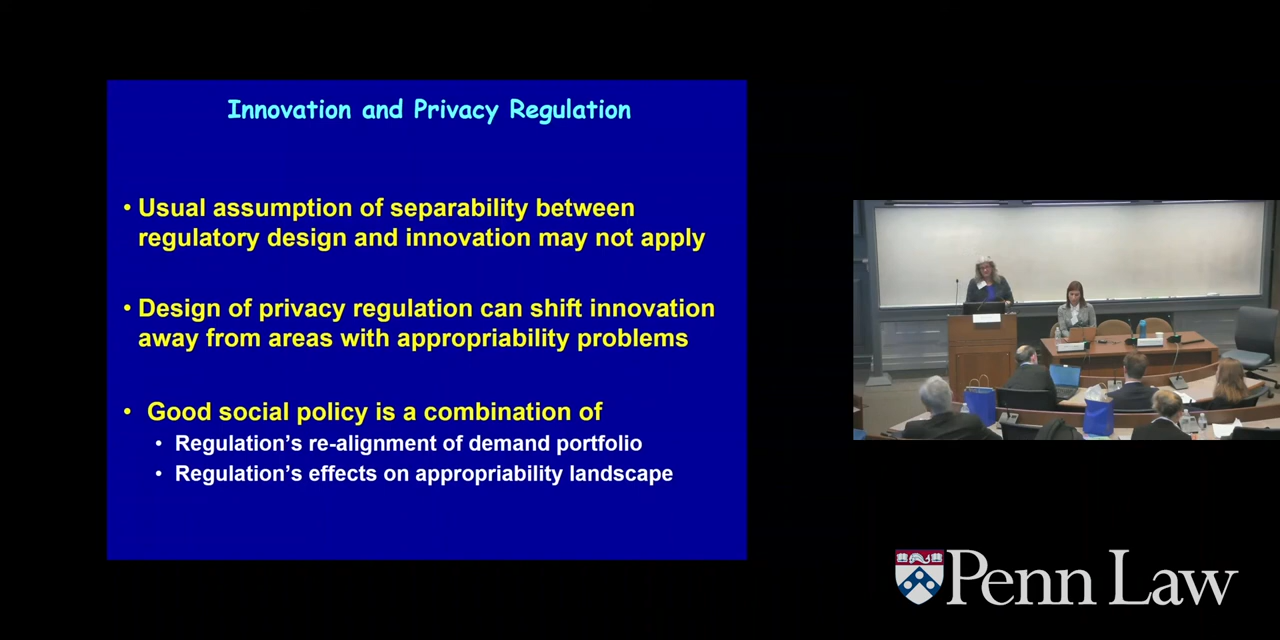 Innovation and Privacy Regulation
• Usual assumption of separability between
regulatory design and innovation may not apply
• Design of privacy regulation can shift innovation
away from areas with appropriability problems
• Good social policy is a combination of
• Regulation's re-alignment of demand portfolio
• Regulation's effects on appropriability landscape
Penn Law